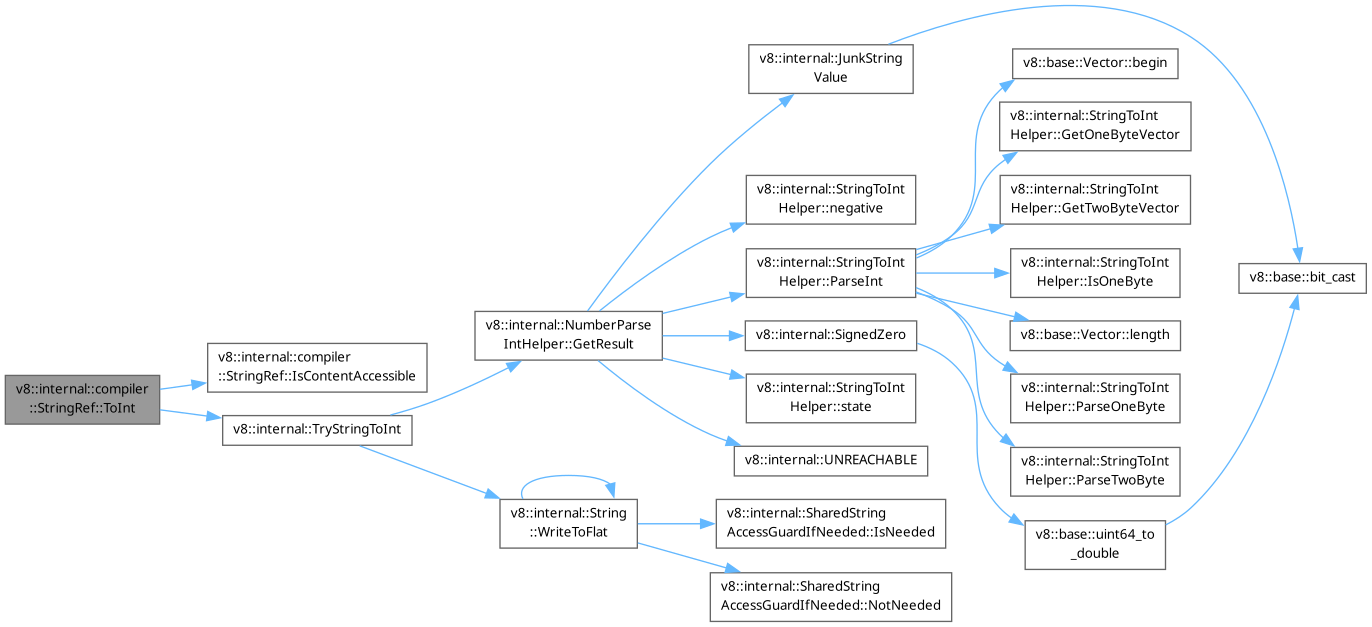 v8::internal::compiler
::StringRef::ToInt
v8::internal::compiler
::StringRef::IsContentAccessible
v8::internal::TryStringToInt
v8::internal::NumberParse
IntHelper::GetResult
v8::internal::String
::WriteToFlat
v8::internal::JunkString
Value
v8::internal::StringToInt
Helper::negative
v8::internal::StringToInt
Helper::ParseInt
v8::internal::SignedZero
v8::internal::StringToInt
Helper::state
v8::internal::UNREACHABLE
v8::internal::SharedString
AccessGuardIfNeeded::IsNeeded
v8::internal::SharedString
AccessGuardIfNeeded::NotNeeded
v8::base::Vector::begin
v8::internal::StringToInt
Helper::GetOneByteVector
v8::internal::StringToInt
Helper::GetTwoByteVector
v8::internal::StringToInt
Helper::IsOneByte
v8::base::Vector::length
v8::internal::StringToInt
Helper::ParseOneByte
v8::internal::StringToInt
Helper::ParseTwoByte
v8::base::uint64_to
_double
v8::base::bit_cast